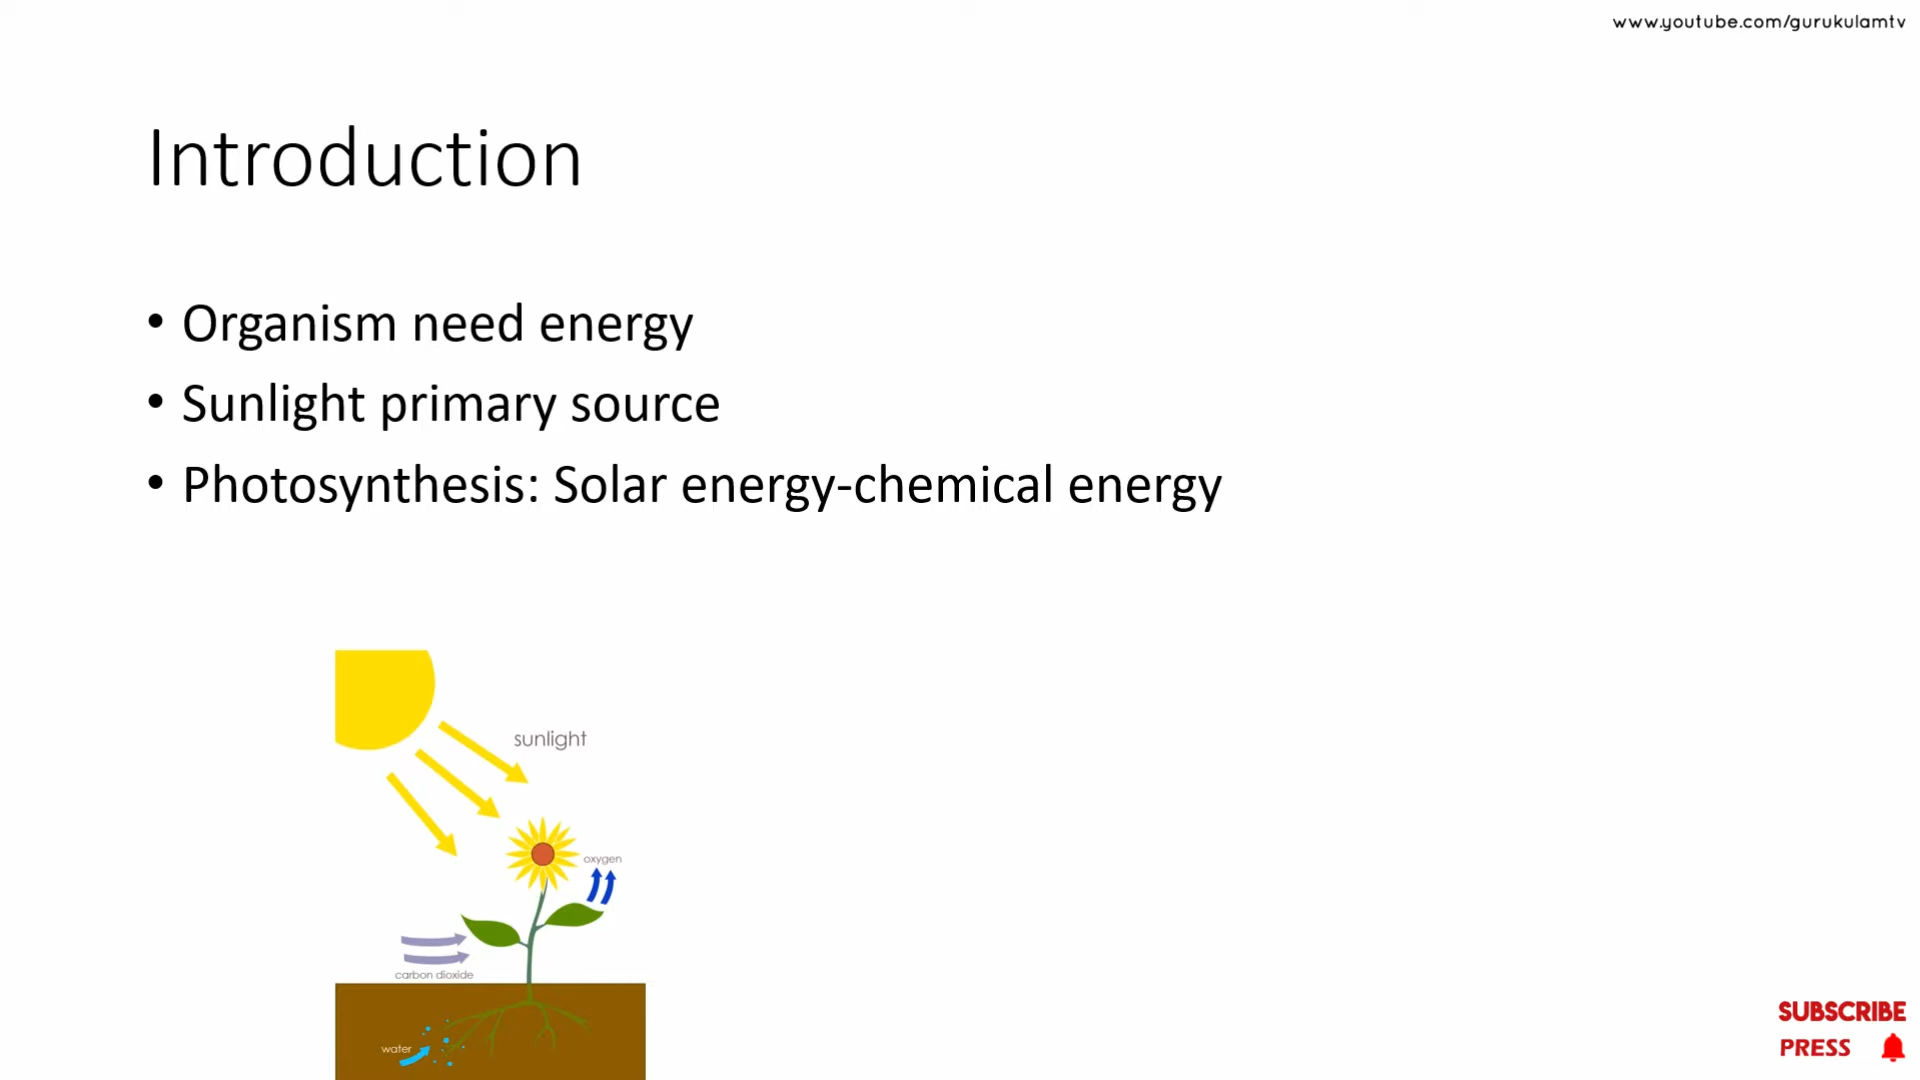 www.youtube.com/gurukulamtv
Introduction
• Organism need energy
• Sunlight primary source
• Photosynthesis: Solar energy-chemical energy
sunlight
oxygen
carbon dioxide
water
SUBSCRIBE
PRESS